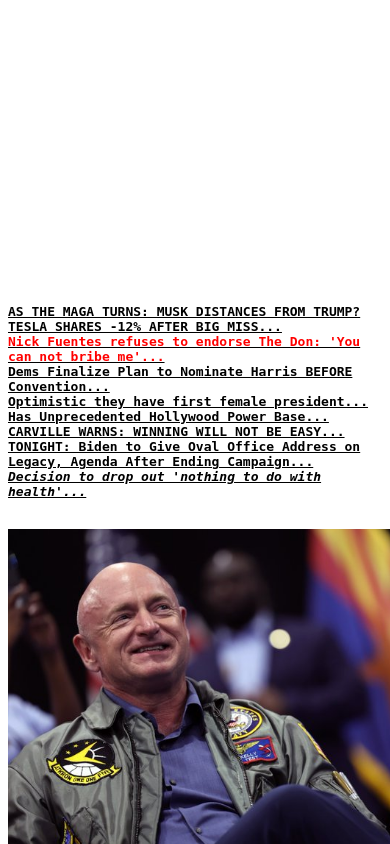 AS THE MAGA TURNS: MUSK DISTANCES FROM TRUMP?
TESLA SHARES -12% AFTER BIG MISS...
Nick Fuentes refuses to endorse The Don: 'You
can not bribe me'...
Dems Finalize Plan to Nominate Harris BEFORE
Convention...
Optimistic they have first female president...
Has Unprecedented Hollywood Power Base...
CARVILLE WARNS: WINNING WILL NOT BE EASY...
TONIGHT: Biden to Give Oval Office Address on
Legacy, Agenda After Ending Campaign...
Decision to drop out 'nothing to do with
health'...